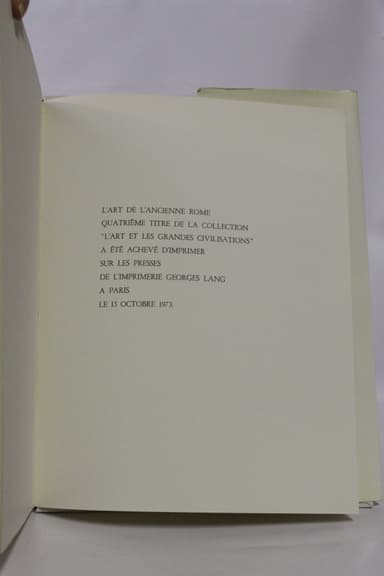 L'ART DE L'ANCIENNE ROME
QUATRIÈME TITRE DE LA COLLECTION
"L'ART ET LES GRANDES CIVILISATIONS"
A ÉTÉ ACHEVÉ D'IMPRIMER
SUR LES PRESSES
DE L'IMPRIMERIE GEORGES LANG
A PARIS
LE 15 OCTOBRE 1973.